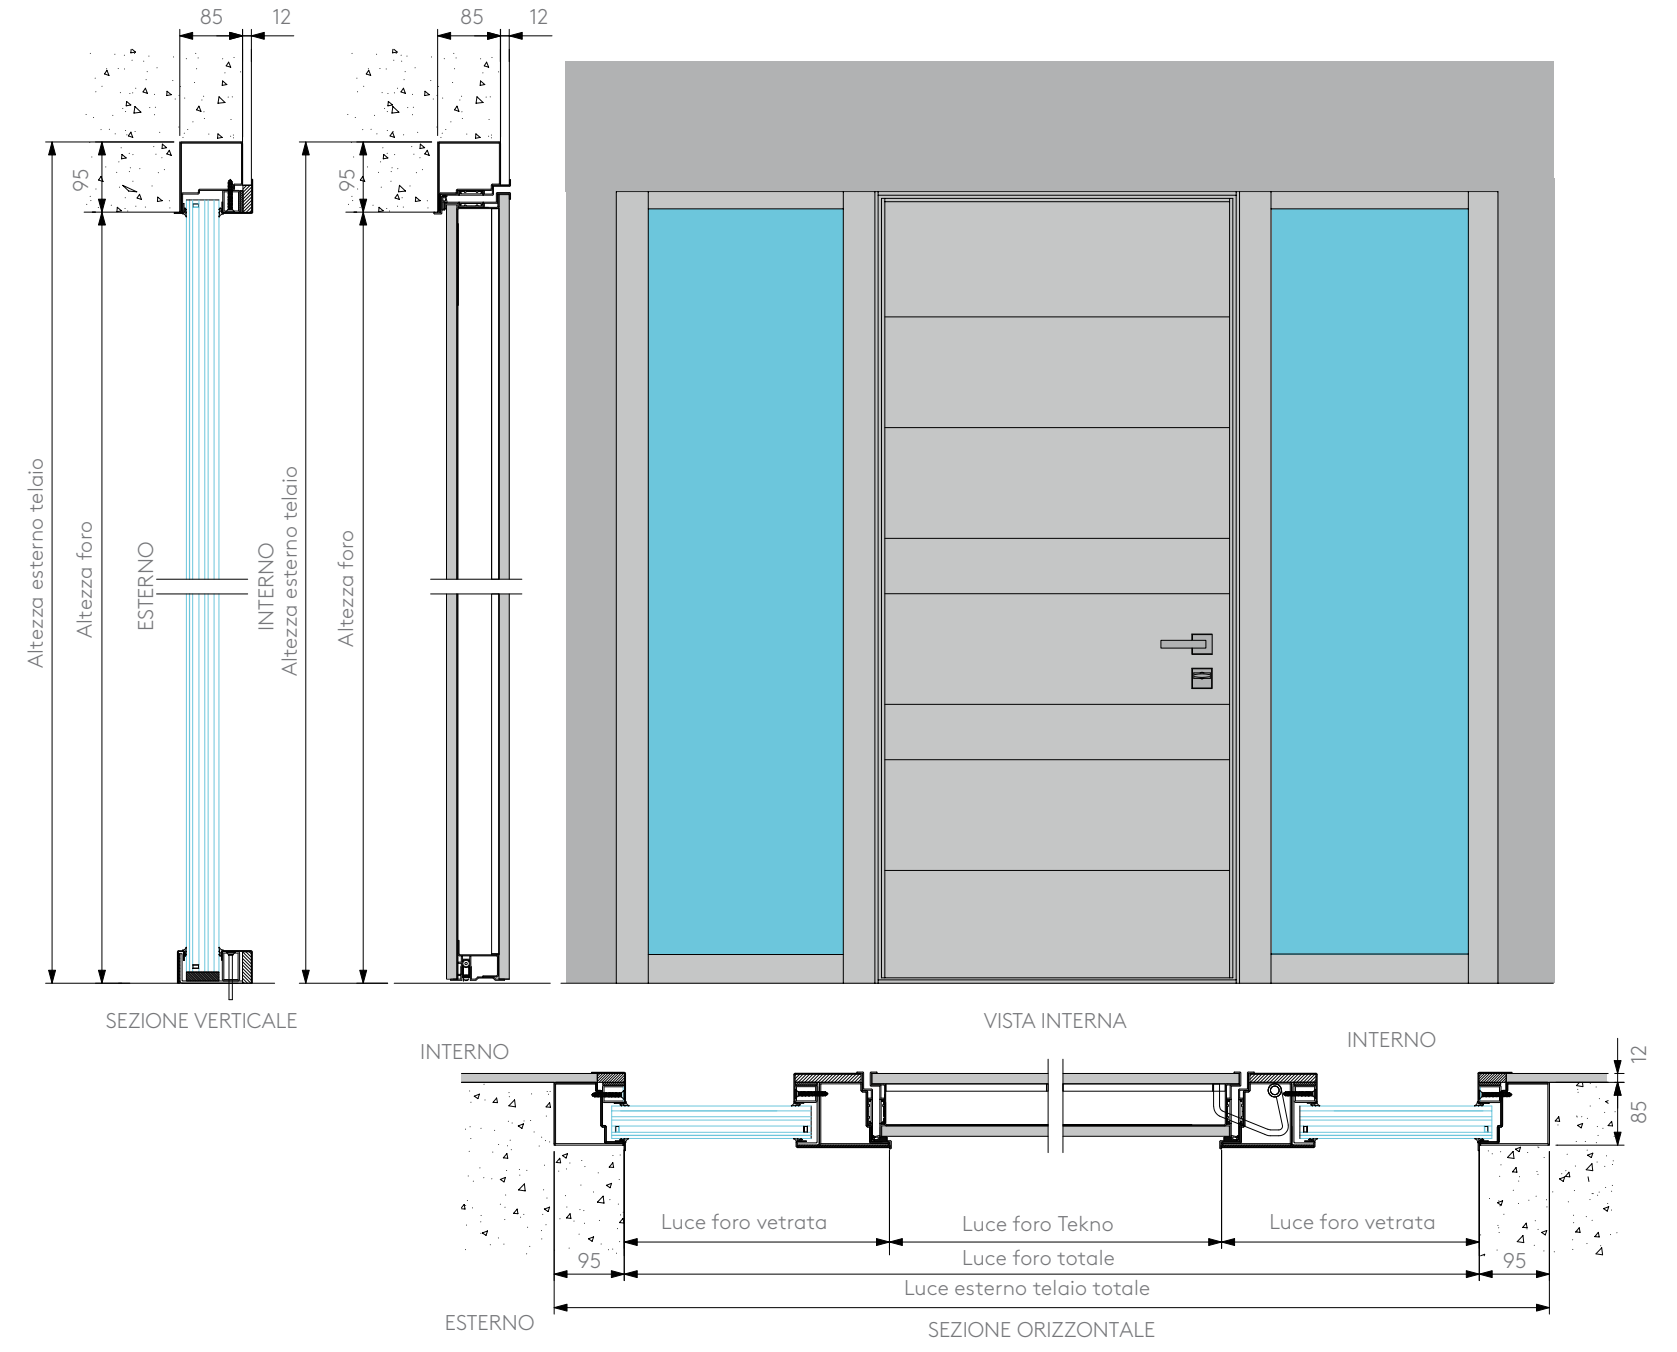 85
12
85
12
95
95
Altezza esterno telaio
Altezza foro
ESTERNO
INTERNO
Altezza esterno telaio
Altezza foro
SEZIONE VERTICALE
VISTA INTERNA
INTERNO
INTERNO
12
85
Luce foro vetrata
Luce foro Tekno
Luce foro vetrata
95
Luce foro totale
95
Luce esterno telaio totale
ESTERNO
SEZIONE ORIZZONTALE